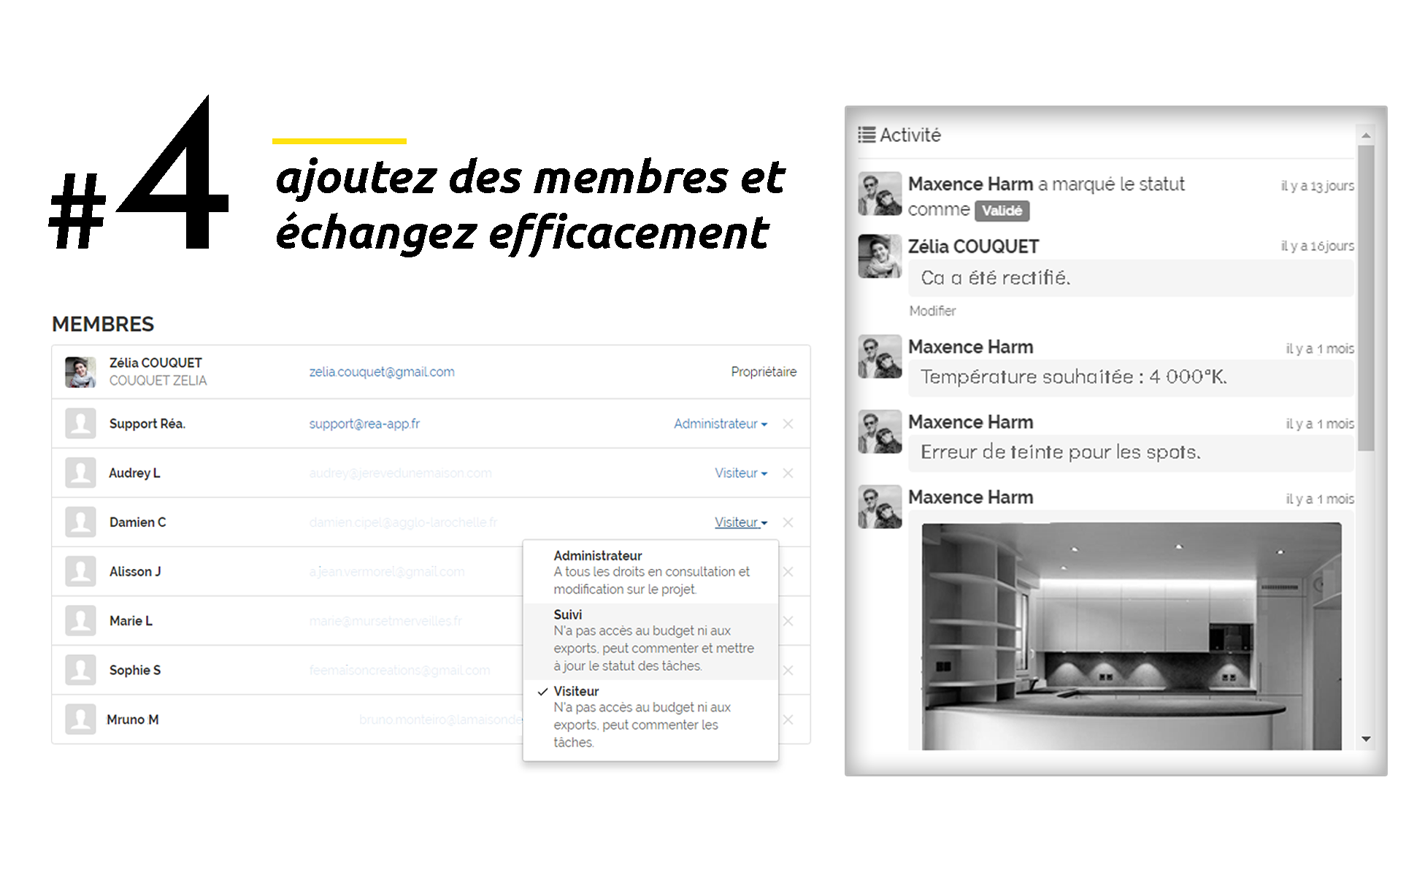 #4
ajoutez des membres et
échangez efficacement
MEMBRES
Zélia COUQUET
COUQUET ZELIA
zelia.couquet@gmail.com
Propriétaire
Support Réa.
support@rea-app.fr
Administrateur
Audrey L
audrey@jerevedunemaison.com
Visiteur
Damien C
damien.cipel@agglo-larochelle.fr
Visiteur
Alisson J
a.jean.vermorel@gmail.com
Marie L
marie@mursetmerveilles.fr
Sophie S
feemaisoncreations@gmail.com
Mruno M
bruno.monteiro@lamaisonde
Administrateur
A tous les droits en consultation et
modification sur le projet.
Suivi
N'a pas accès au budget ni aux
exports, peut commenter et mettre
à jour le statut des tâches.
Visiteur
N'a pas accès au budget ni aux
exports, peut commenter les
tâches.
Activité
Maxence Harm a marqué le statut il y a 13 jours
comme Validé
Zélia COUQUET il y a 16 jours
Ca a été rectifié.
Modifier
Maxence Harm il y a 1 mois
Température souhaitée : 4 000°K.
Maxence Harm il y a 1 mois
Erreur de teinte pour les spots.
Maxence Harm il y a 1 mois